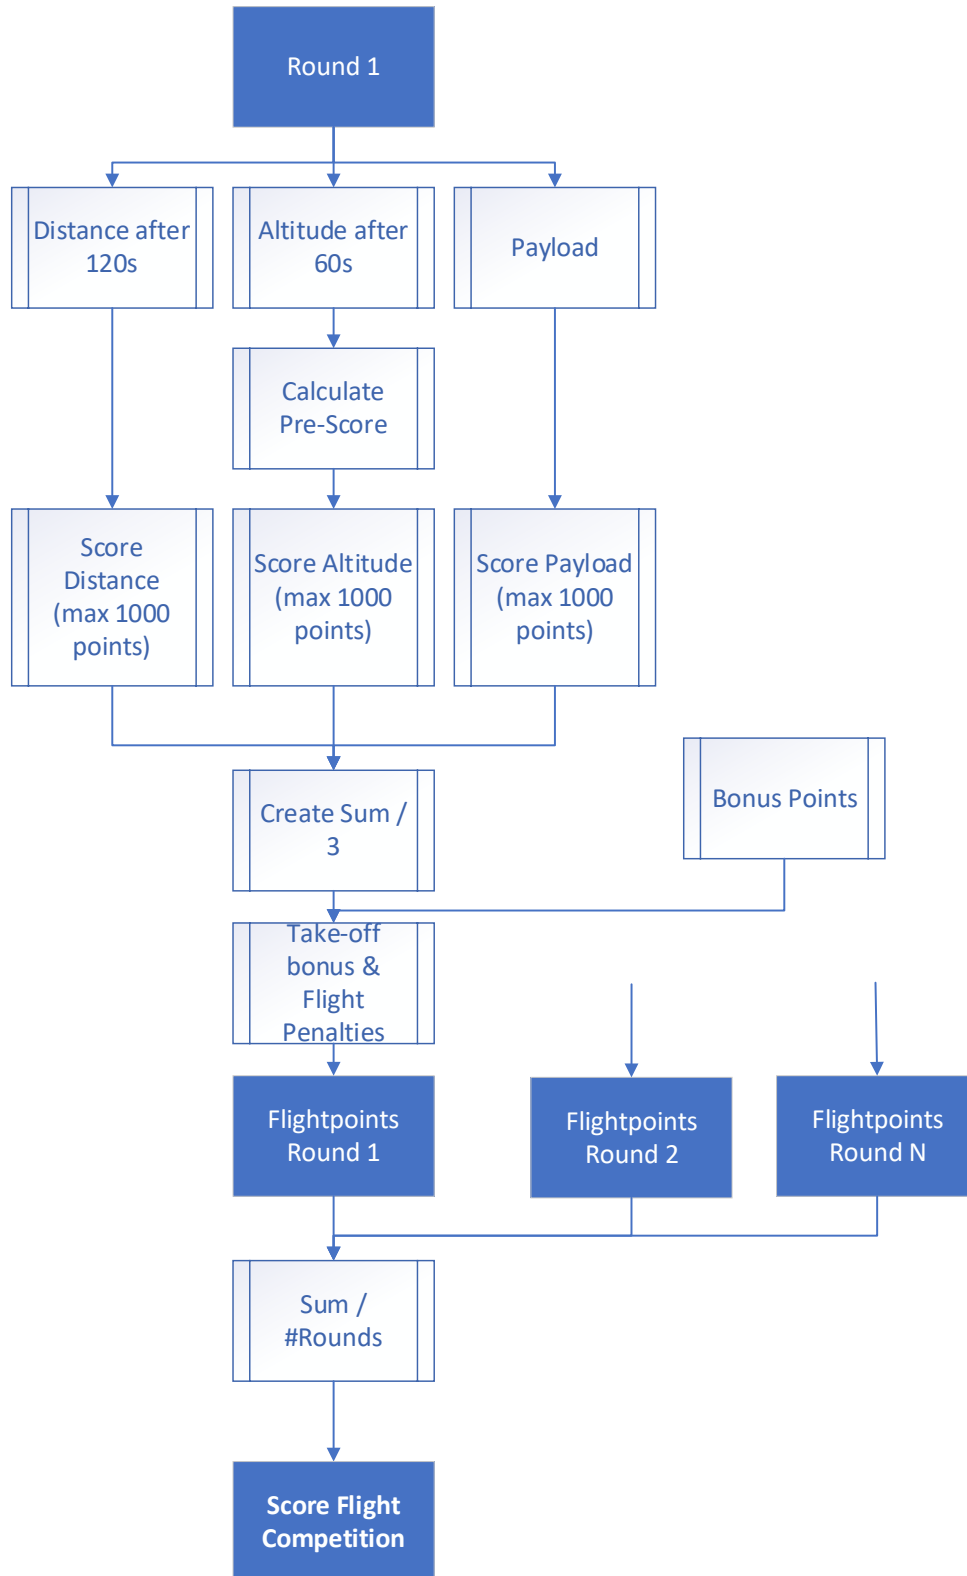 Round 1
Distance after
120s
Altitude after
60s
Payload
Calculate
Pre-Score
Score
Distance
(max 1000
points)
Score Altitude
(max 1000
points)
Score Payload
(max 1000
points)
Create Sum /
3
Bonus Points
Take-off
bonus &
Flight
Penalties
Flightpoints
Round 1
Flightpoints
Round 2
Flightpoints
Round N
Sum /
#Rounds
Score Flight
Competition